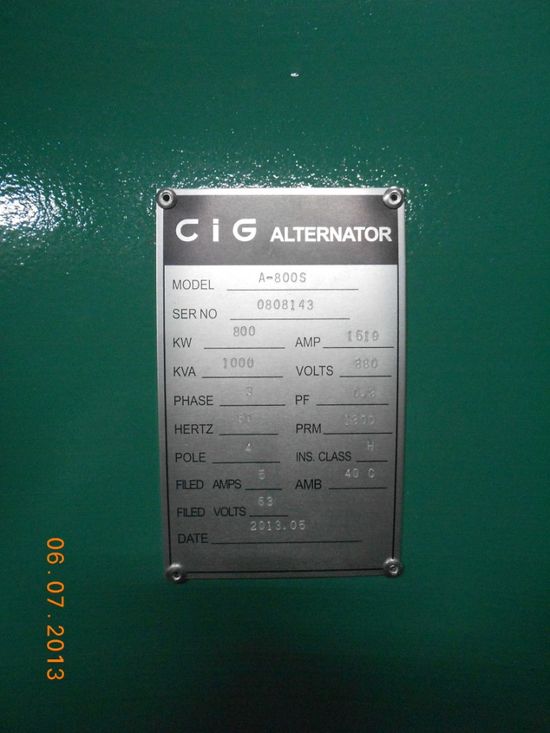 CiG ALTERNATOR
MODEL A-800S
SER NO 0808143
KW 800 AMP 1519
KVA 1000 VOLTS
PHASE 3 PF
HERTZ PRM
POLE 4 INS. CLASS H
FILED AMPS 5 AMB 40 C
FILED VOLTS 63
DATE 2013.05
06.07.2013